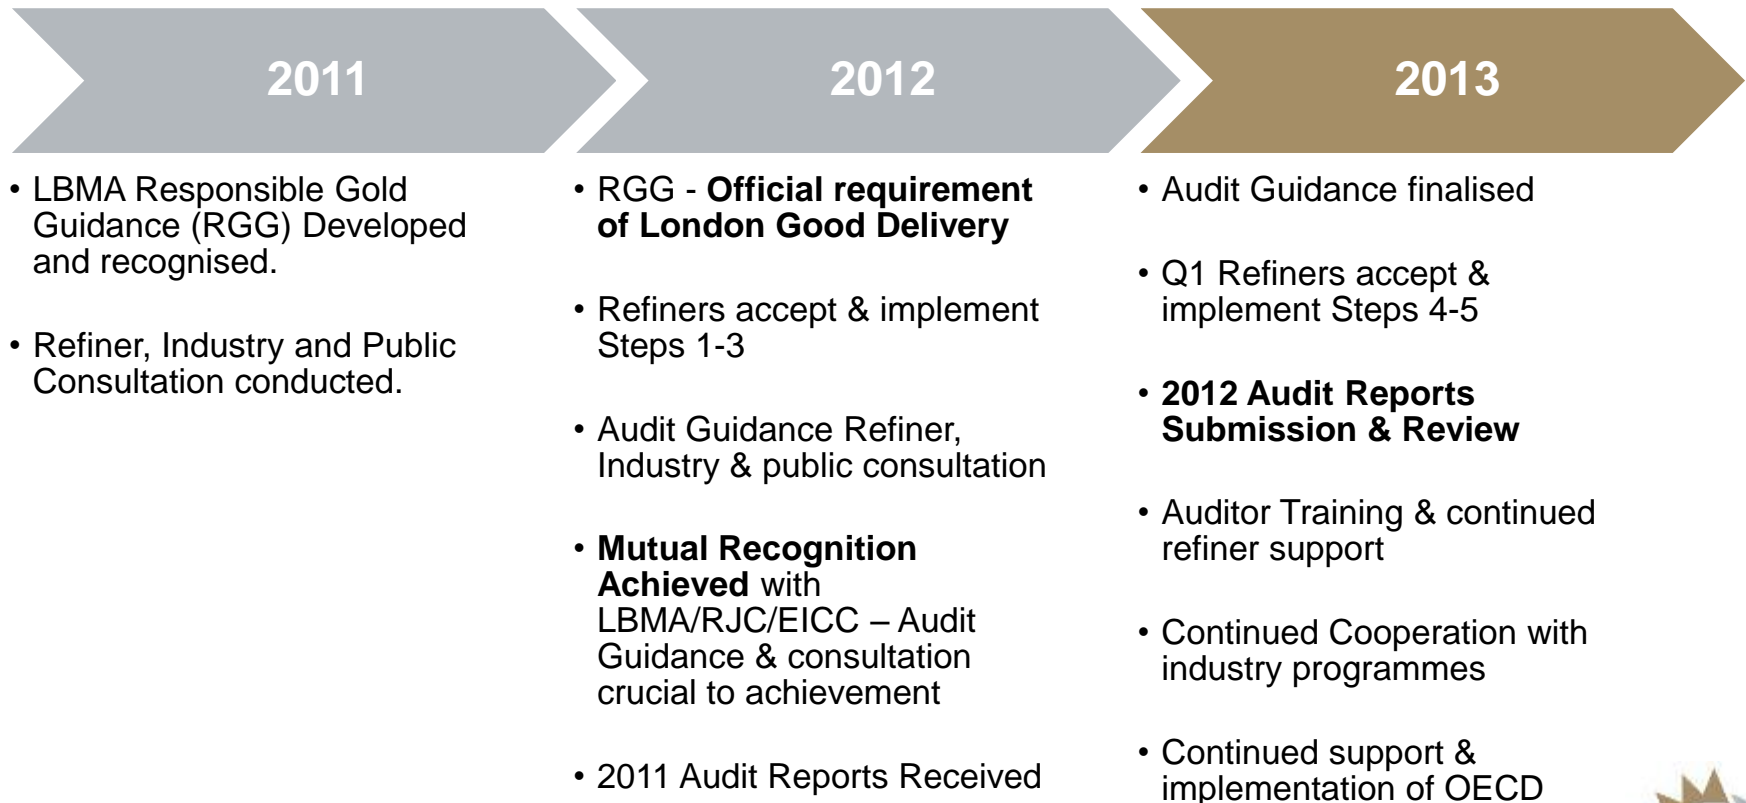 2011
2012
2013
• LBMA Responsible Gold
Guidance (RGG) Developed
and recognised.
• Refiner, Industry and Public
Consultation conducted.
• RGG - Official requirement
of London Good Delivery
• Refiners accept & implement
Steps 1-3
• Audit Guidance Refiner,
Industry & public consultation
• Mutual Recognition
Achieved with
LBMA/RJC/EICC – Audit
Guidance & consultation
crucial to achievement
• 2011 Audit Reports Received
• Audit Guidance finalised
• Q1 Refiners accept &
implement Steps 4-5
• 2012 Audit Reports
Submission & Review
• Auditor Training & continued
refiner support
• Continued Cooperation with
industry programmes
• Continued support &
implementation of OECD